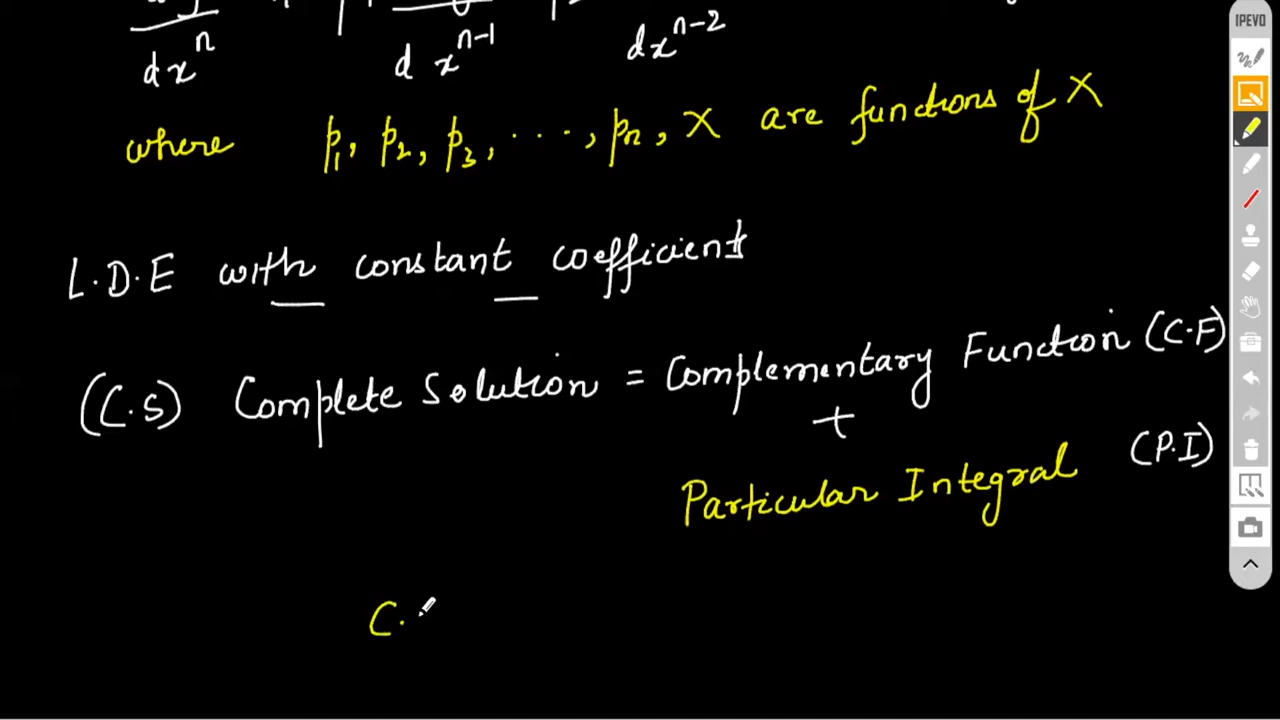 dx^n d x^{n-1} dx^{n-2}
where p₁, p₂, p₃, ..., pₙ, X are functions of X
L.D.E with constant coefficients
(C.S) Complete Solution = Complementary Function (C.F)
+
Particular Integral (P.I)
C.
IPEVO